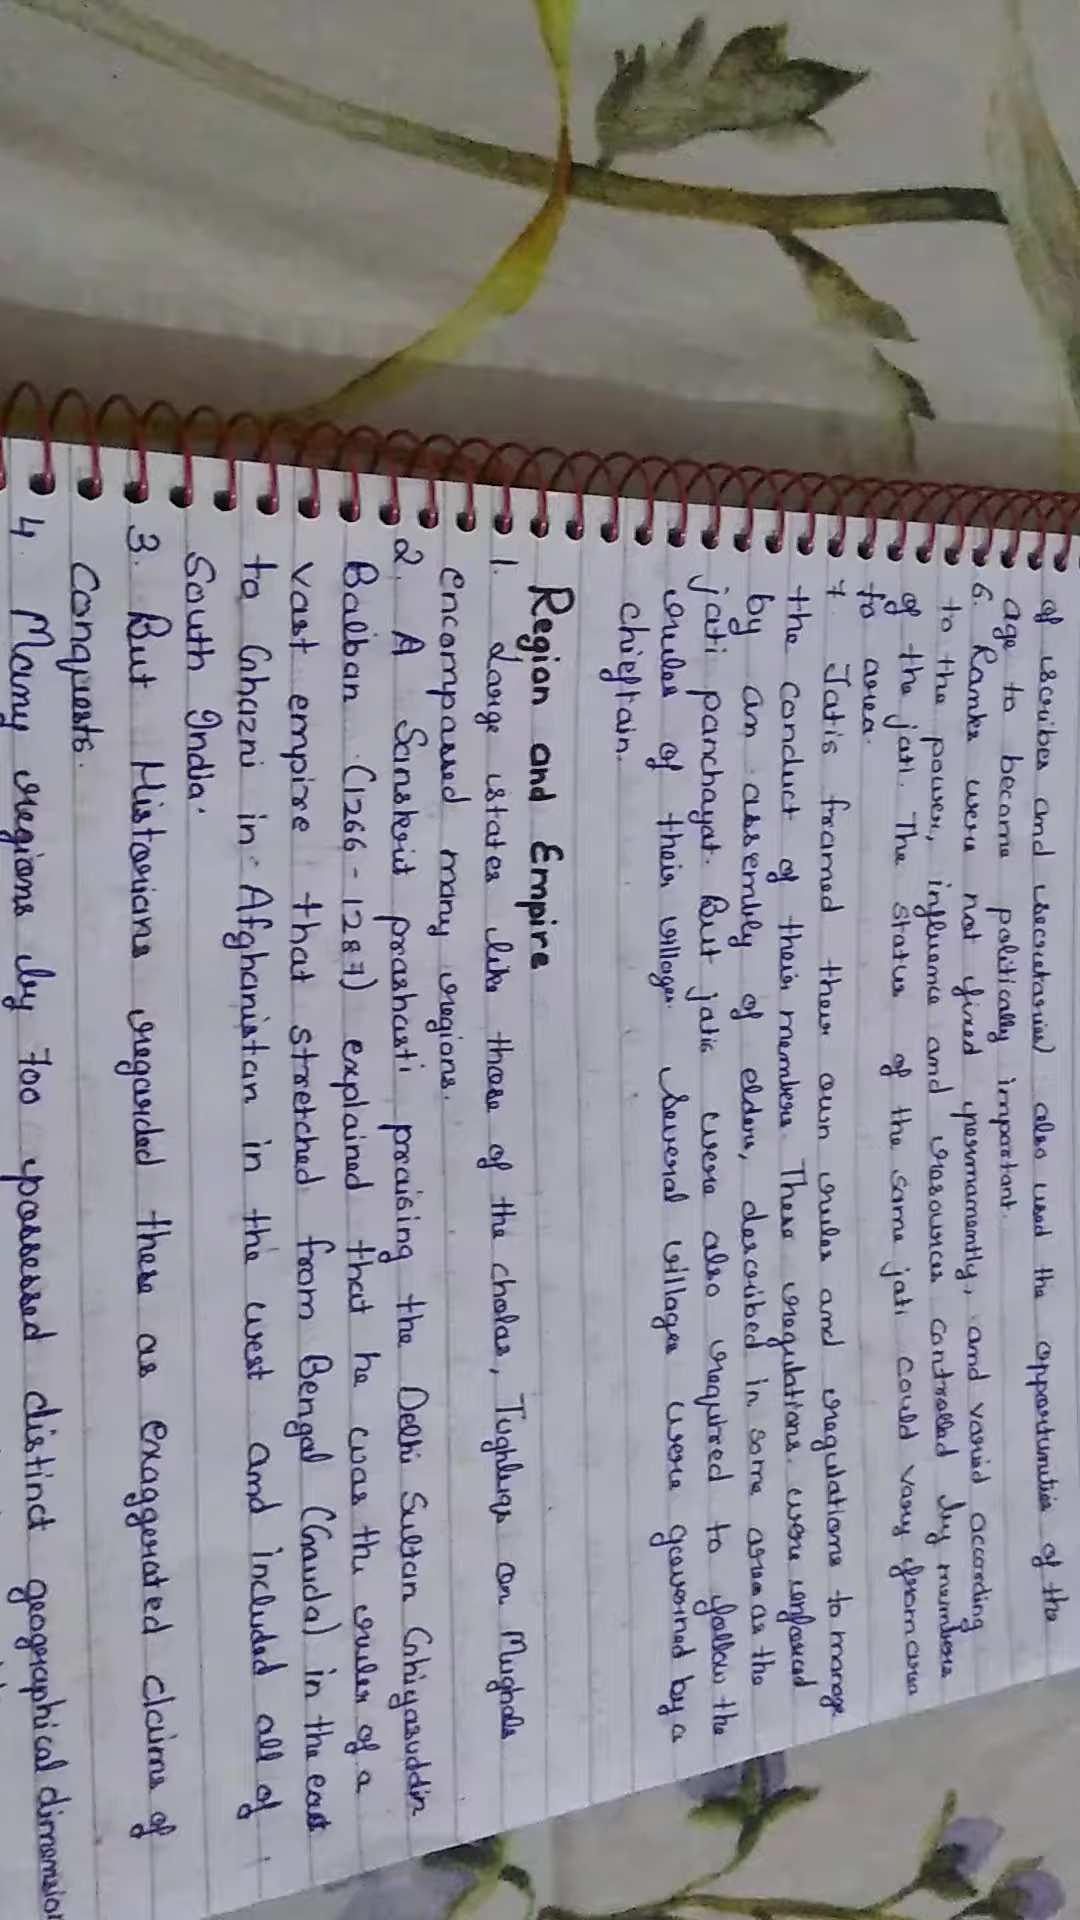 of scribes and secretaries) also used the opportunities of the
age to become politically important.
6. Ranks were not fixed permanently, and varied according
to the power, influence and resources controlled by members
of the jati. The status of the same jati could vary from area
to area.
7. Jatis framed their own rules and regulations to manage
the conduct of their members. These regulations were enforced
by an assembly of elders, described in some areas as the
jati panchayat. But jatis were also required to follow the
rules of their village. Several villages were governed by a
chieftain.
Region and Empire
1. Large states like those of the cholas, Tughluqs or Mughals
encompased many regions.
2. A Sanskrit prashasti praising the Delhi Sultan Ghiyasuddin
Balban (1266-1287) explained that he was the ruler of a
vast empire that stretched from Bengal (Gauda) in the east
to Ghazni in Afghanistan in the west and included all of
South India.
3. But Historians regarded these as exaggerated claims of
Conquests.
4. Many regions by 700 possessed distinct geographical dimension